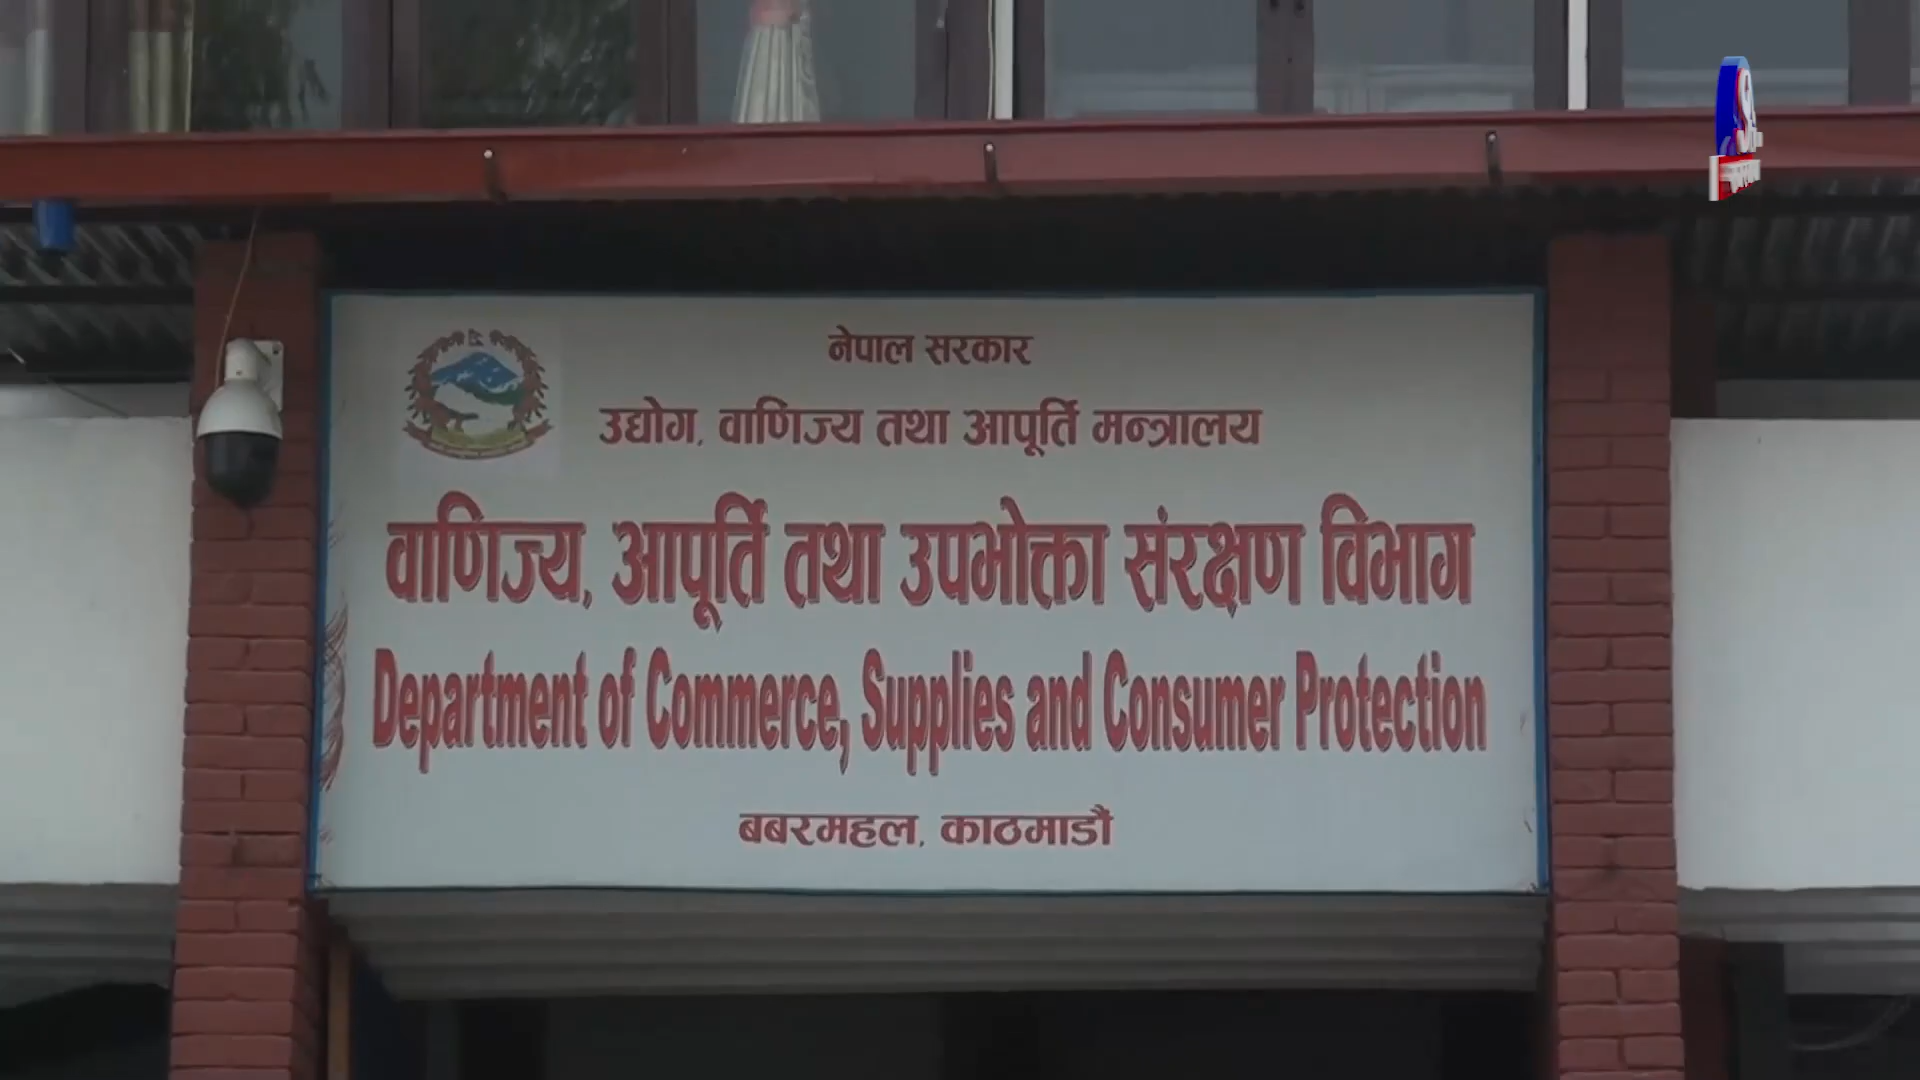 नेपाल सरकार
उद्योग, वाणिज्य तथा आपूर्ति मन्त्रालय
वाणिज्य, आपूर्ति तथा उपभोक्ता संरक्षण विभाग
Department of Commerce, Supplies and Consumer Protection
बबरमहल, काठमाडौं